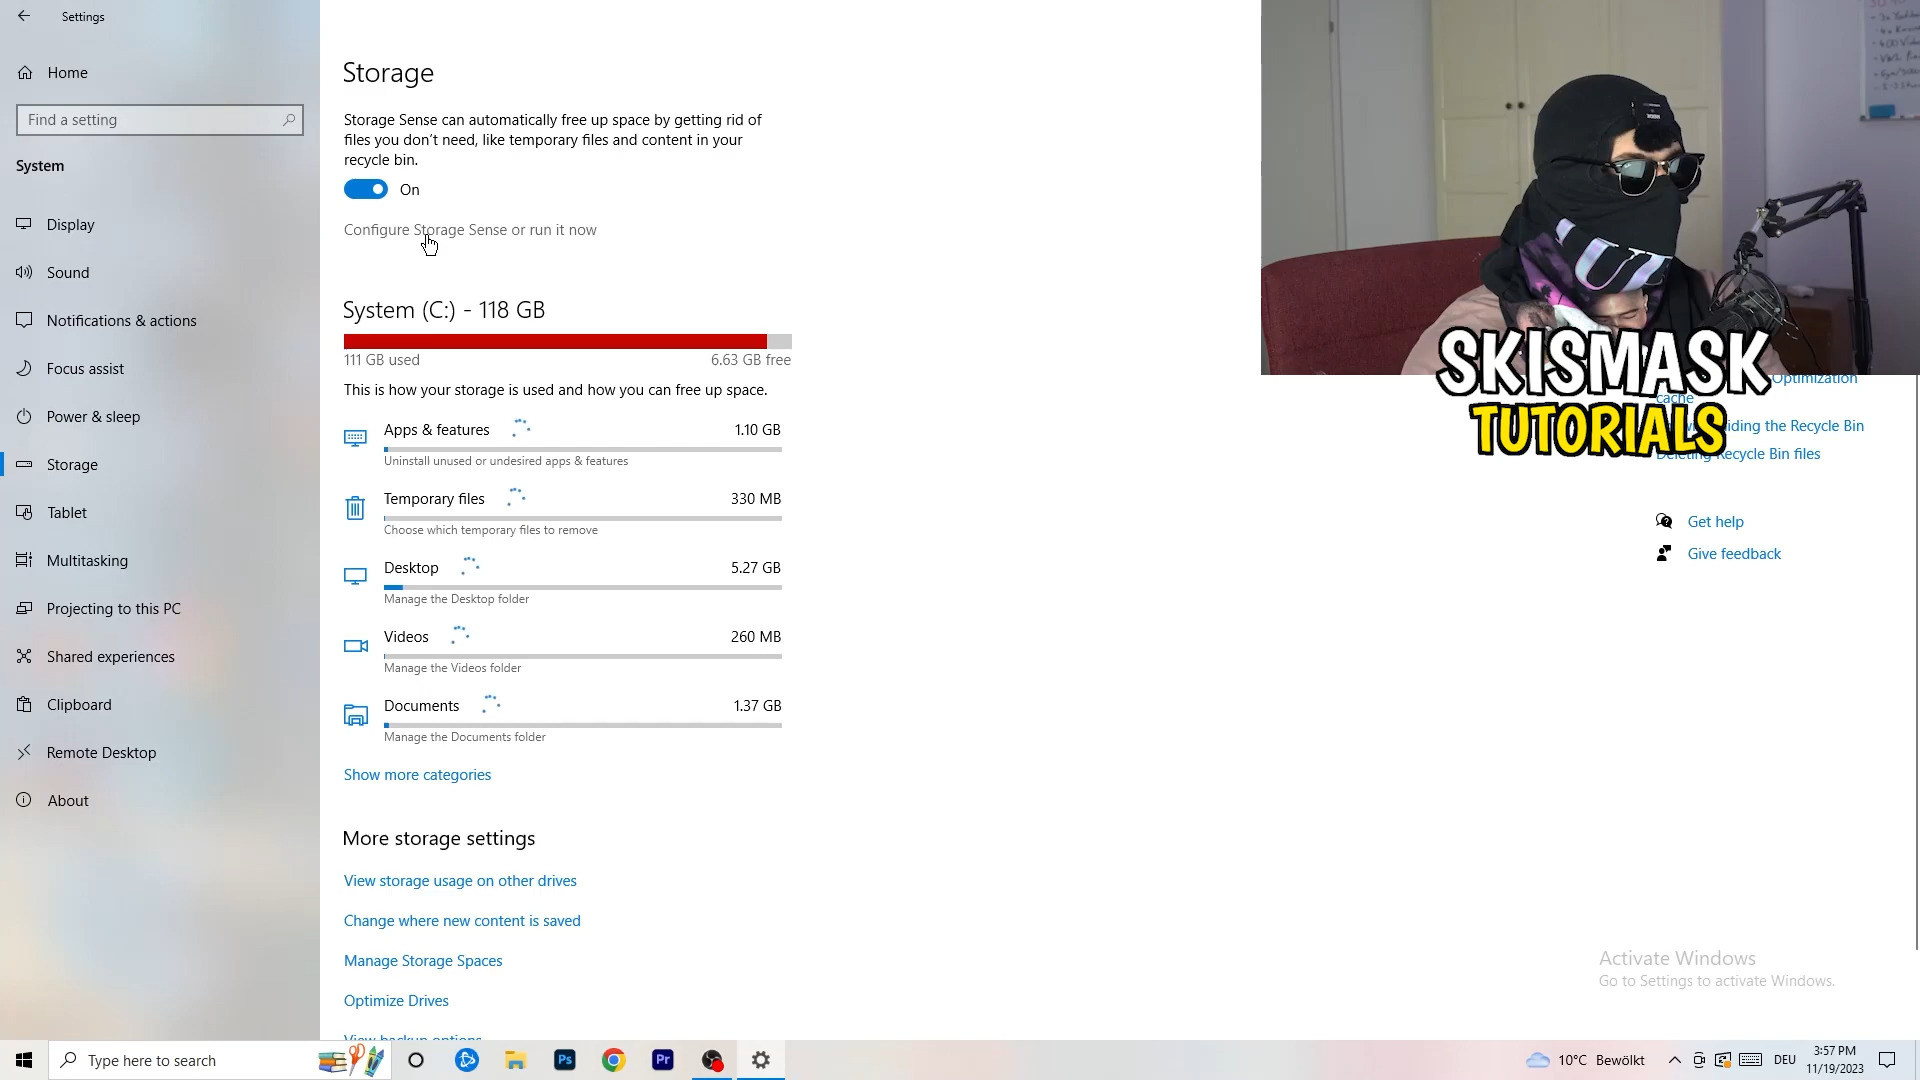 Settings
Home
Find a setting
System
Display
Sound
Notifications & actions
Focus assist
Power & sleep
Storage
Tablet
Multitasking
Projecting to this PC
Shared experiences
Clipboard
Remote Desktop
About
Storage
Storage Sense can automatically free up space by getting rid of
files you don't need, like temporary files and content in your
recycle bin.
On
Configure Storage Sense or run it now
System (C:) - 118 GB
111 GB used 6.63 GB free
This is how your storage is used and how you can free up space.
Apps & features 1.10 GB
Uninstall unused or undesired apps & features
Temporary files 330 MB
Choose which temporary files to remove
Desktop 5.27 GB
Manage the Desktop folder
Videos 260 MB
Manage the Videos folder
Documents 1.37 GB
Manage the Documents folder
Show more categories
More storage settings
View storage usage on other drives
Change where new content is saved
Manage Storage Spaces
Optimize Drives
View backup options
SKISMASK
TUTORIALS
Optimization
cache
the Recycle Bin
Recycle Bin files
Get help
Give feedback
Activate Windows
Go to Settings to activate Windows.
Type here to search
Ps
Pr
10°C Bewölkt
DEU
3:57 PM
11/19/2023